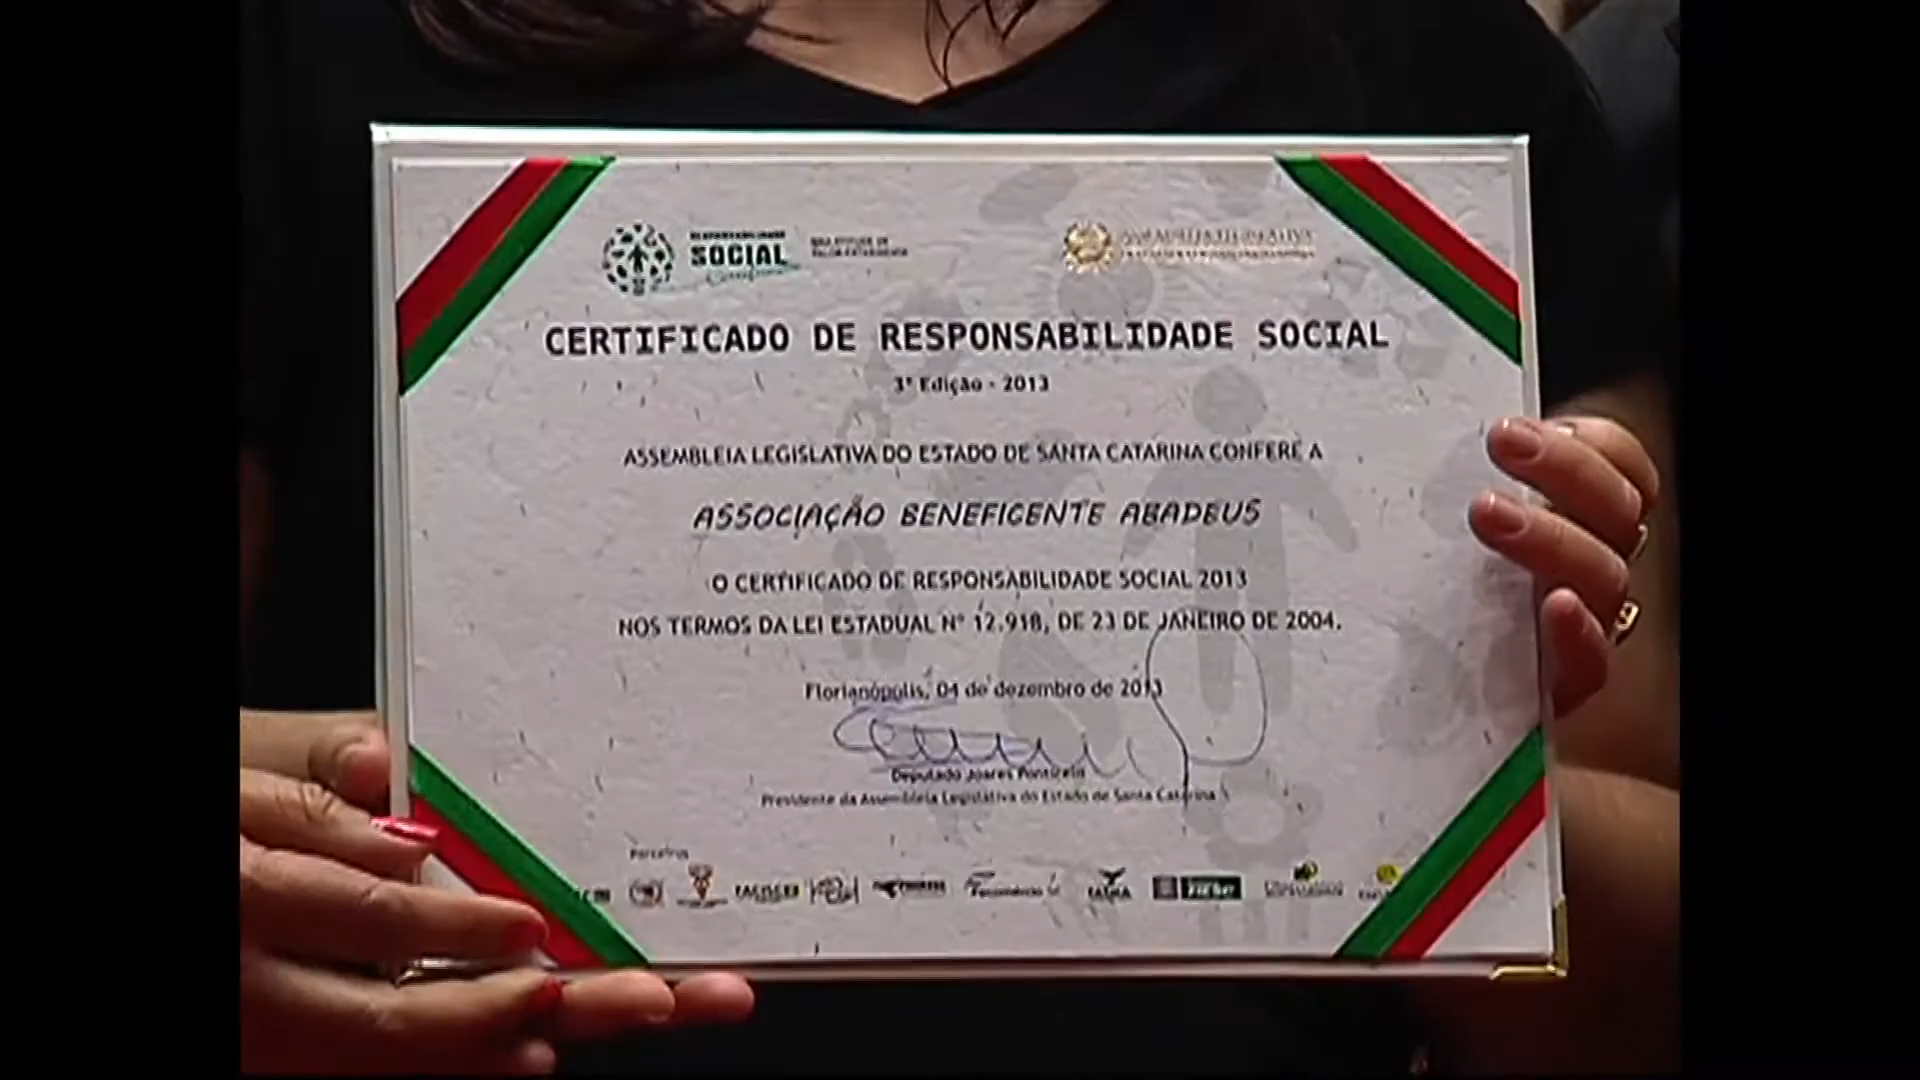 RESPONSABILIDADE
SOCIAL
CERTIFICADO DE RESPONSABILIDADE SOCIAL
3ª Edição - 2013
ASSEMBLEIA LEGISLATIVA DO ESTADO DE SANTA CATARINA CONFERE A
ASSOCIAÇÃO BENEFICENTE ABADEUS
O CERTIFICADO DE RESPONSABILIDADE SOCIAL 2013
NOS TERMOS DA LEI ESTADUAL Nº 12.918, DE 23 DE JANEIRO DE 2004.
Florianópolis, 04 de dezembro de 2013
Deputado Joares Ponticelli
Presidente da Assembleia Legislativa do Estado de Santa Catarina
Parceiros